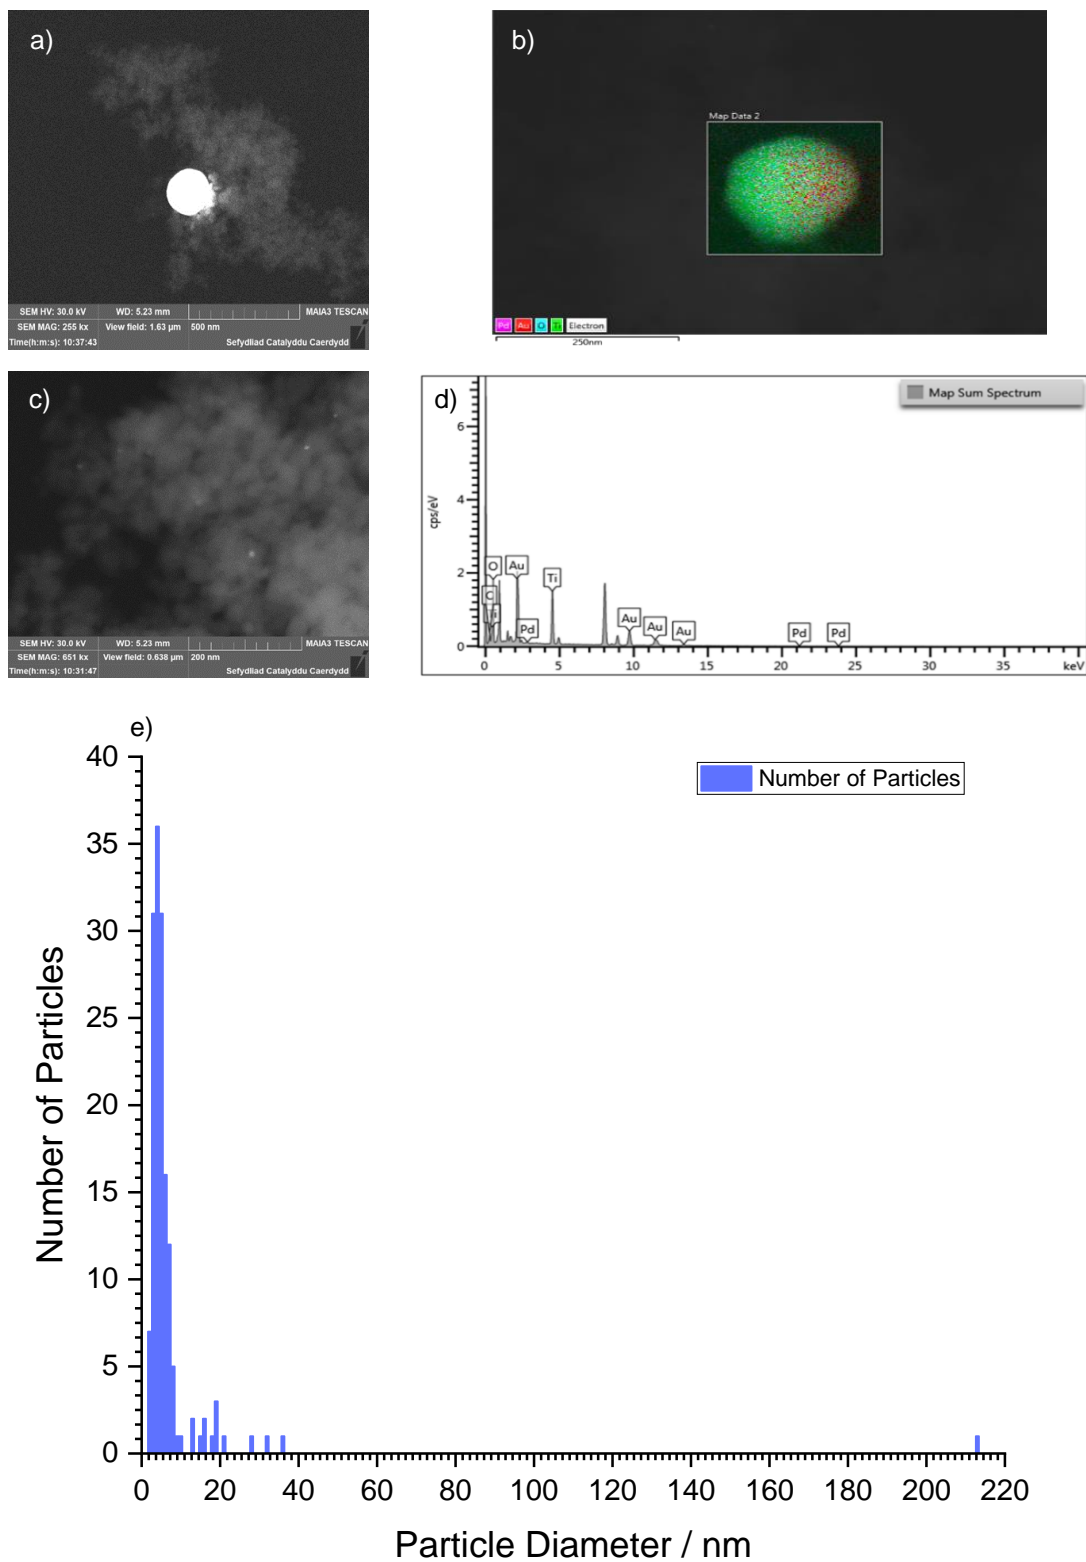 a)
SEM HV: 30.0 kV WD: 5.23 mm MAIA3 TESCAN
SEM MAG: 255 kx View field: 1.63 µm 500 nm
Time(h:m:s): 10:37:43 Sefydliad Catalyddu Caerdydd
b)
Map Data 2
Pd Au O Ti Electron
250nm
c)
SEM HV: 30.0 kV WD: 5.23 mm MAIA3 TESCAN
SEM MAG: 651 kx View field: 0.638 µm 200 nm
Time(h:m:s): 10:31:47 Sefydliad Catalyddu Caerdydd
d)
Map Sum Spectrum
cps/eV
6
4
2
0
O Au Ti
C
Pd Au Au Au Pd Pd
0 5 10 15 20 25 30 35 keV
e)
Number of Particles
Number of Particles
40
35
30
25
20
15
10
5
0
0 20 40 60 80 100 120 140 160 180 200 220
Particle Diameter / nm